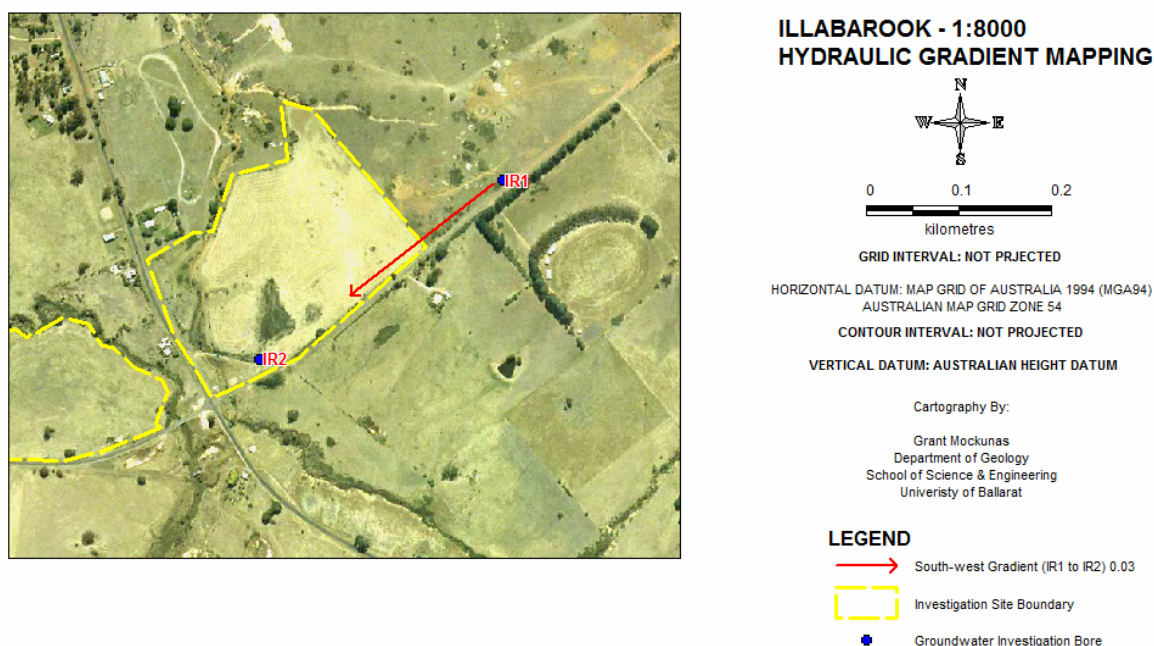 ILLABAROOK - 1:8000
HYDRAULIC GRADIENT MAPPING
N
W E
S
0 0.1 0.2
kilometres
GRID INTERVAL: NOT PRJECTED
HORIZONTAL DATUM: MAP GRID OF AUSTRALIA 1994 (MGA94)
AUSTRALIAN MAP GRID ZONE 54
CONTOUR INTERVAL: NOT PROJECTED
VERTICAL DATUM: AUSTRALIAN HEIGHT DATUM
Cartography By:
Grant Mockunas
Department of Geology
School of Science & Engineering
Univeristy of Ballarat
LEGEND
South-west Gradient (IR1 to IR2) 0.03
Investigation Site Boundary
Groundwater Investigation Bore
IR1
IR2